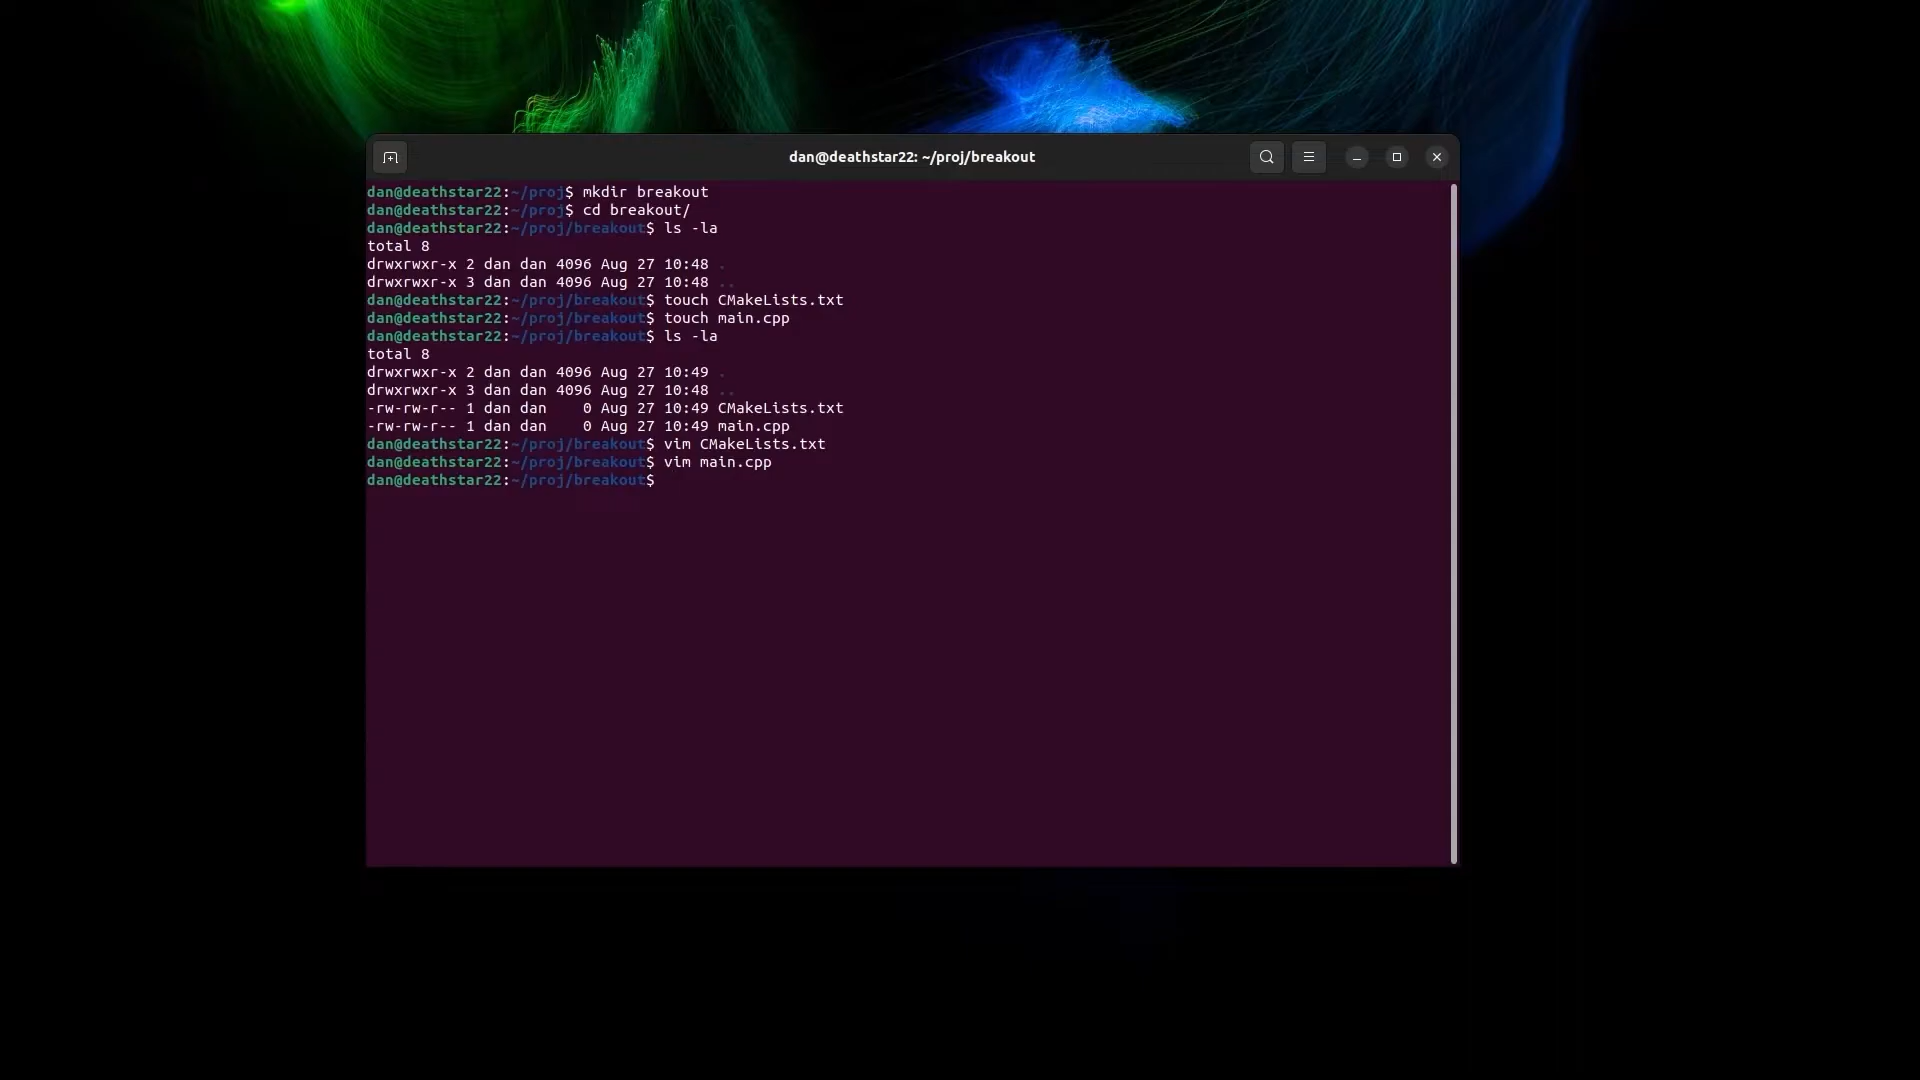 dan@deathstar22: ~/proj/breakout
dan@deathstar22:~/proj$ mkdir breakout
dan@deathstar22:~/proj$ cd breakout/
dan@deathstar22:~/proj/breakout$ ls -la
total 8
drwxrwxr-x 2 dan dan 4096 Aug 27 10:48 .
drwxrwxr-x 3 dan dan 4096 Aug 27 10:48 ..
dan@deathstar22:~/proj/breakout$ touch CMakeLists.txt
dan@deathstar22:~/proj/breakout$ touch main.cpp
dan@deathstar22:~/proj/breakout$ ls -la
total 8
drwxrwxr-x 2 dan dan 4096 Aug 27 10:49 .
drwxrwxr-x 3 dan dan 4096 Aug 27 10:48 ..
-rw-rw-r-- 1 dan dan    0 Aug 27 10:49 CMakeLists.txt
-rw-rw-r-- 1 dan dan    0 Aug 27 10:49 main.cpp
dan@deathstar22:~/proj/breakout$ vim CMakeLists.txt
dan@deathstar22:~/proj/breakout$ vim main.cpp
dan@deathstar22:~/proj/breakout$